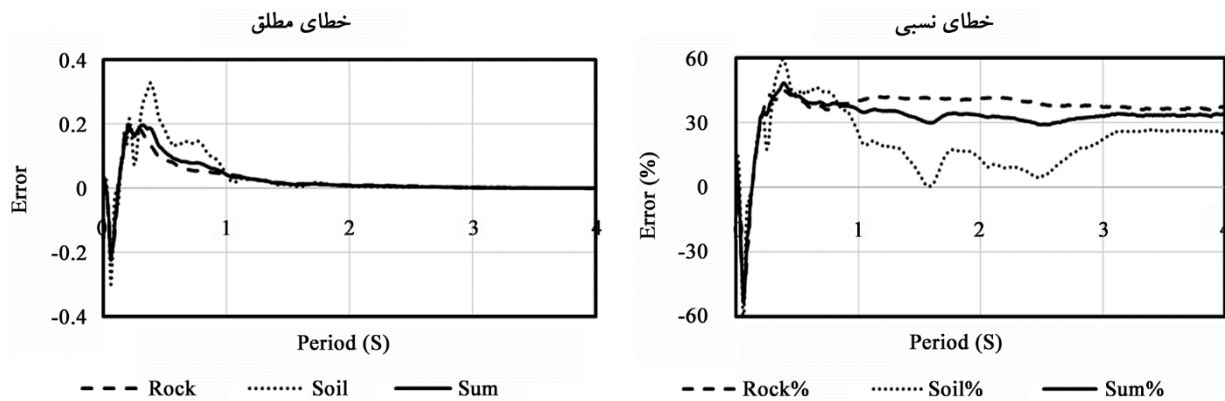 خطای مطلق
0.4
0.2
0
-0.2
-0.4
Error
0 1 2 3 4
Period (S)
Rock Soil Sum
خطای نسبی
60
30
0
-30
-60
Error (%)
0 1 2 3 4
Period (S)
Rock% Soil% Sum%